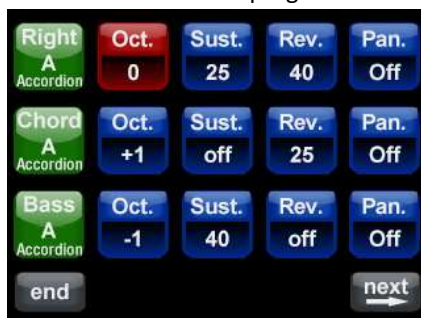 Right Oct. Sust. Rev. Pan.
A 0 25 40 Off
Accordion
Chord Oct. Sust. Rev. Pan.
A +1 off 25 Off
Accordion
Bass Oct. Sust. Rev. Pan.
A -1 40 off Off
Accordion
end next